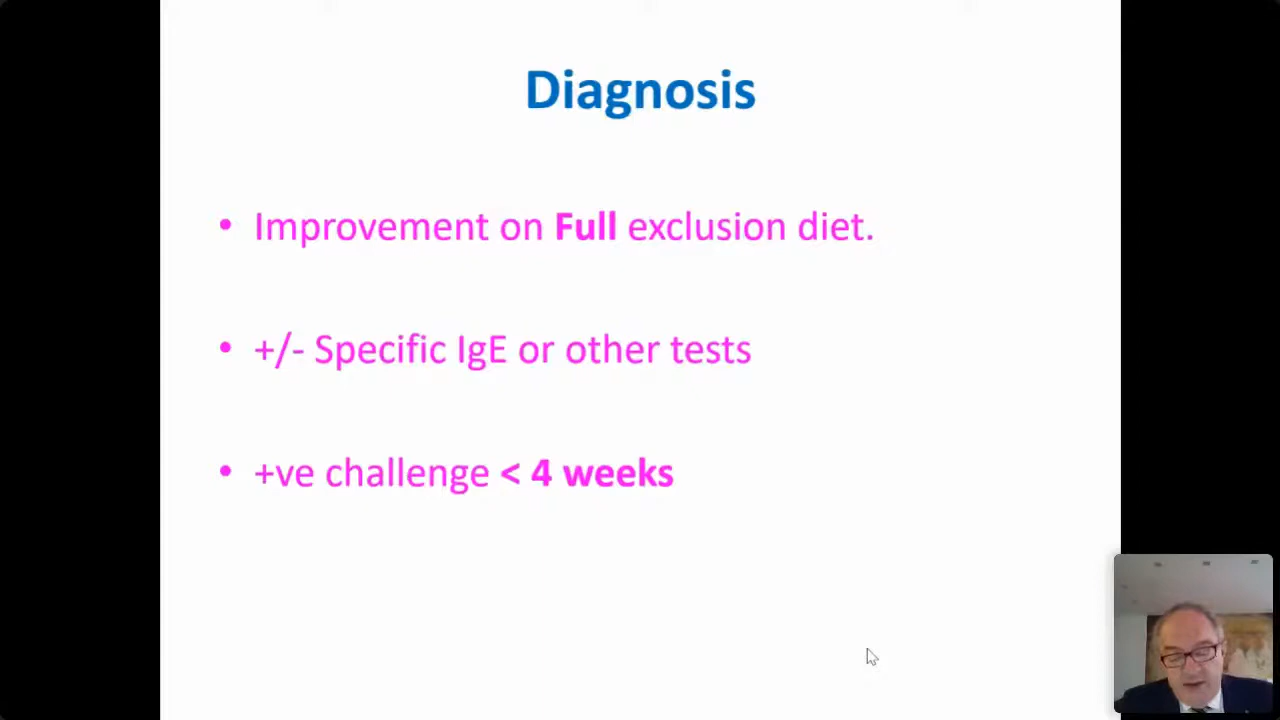 Diagnosis
• Improvement on Full exclusion diet.
• +/- Specific IgE or other tests
• +ve challenge < 4 weeks